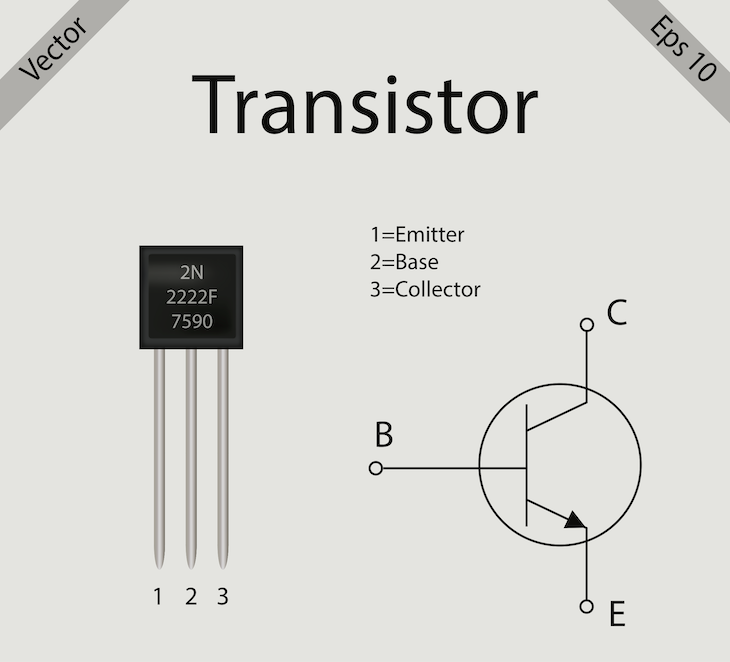 Vector
Eps 10
Transistor
1=Emitter
2=Base
3=Collector
2N
2222F
7590
C
B
E
1 2 3